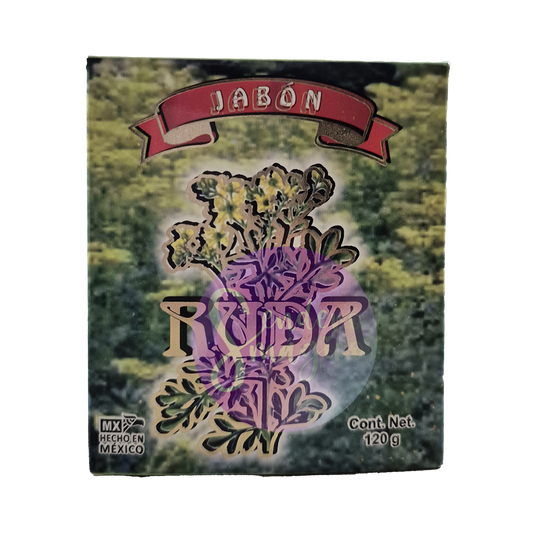 JABÓN
RUDA
MX
HECHO EN
MÉXICO
Cont. Net.
120 g